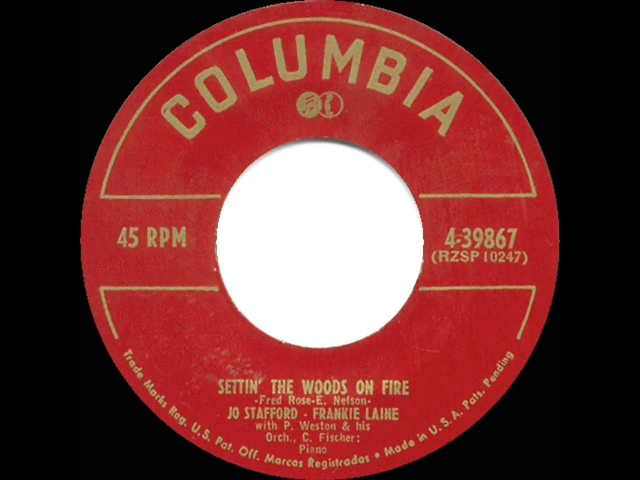 COLUMBIA
45 RPM
4-39867
(RZSP 10247)
SETTIN' THE WOODS ON FIRE
-Fred Rose-E. Nelson-
JO STAFFORD - FRANKIE LAINE
with P. Weston & his
Orch., C. Fischer:
Piano
Trade Marks Reg. U.S. Pat. Off. Marcas Registradas • Made in U.S.A. Pats. Pending